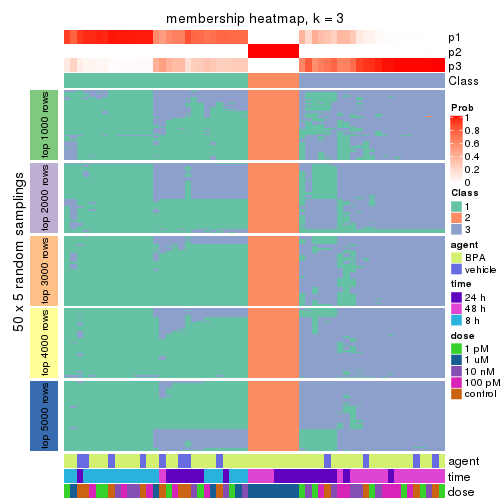 membership heatmap, k = 3
p1
p2
p3
Class
50 x 5 random samplings
top 1000 rows
top 2000 rows
top 3000 rows
top 4000 rows
top 5000 rows
agent
time
dose
Prob
1
0.8
0.6
0.4
0.2
0
Class
1
2
3
agent
BPA
vehicle
time
24 h
48 h
8 h
dose
1 pM
1 uM
10 nM
100 pM
control